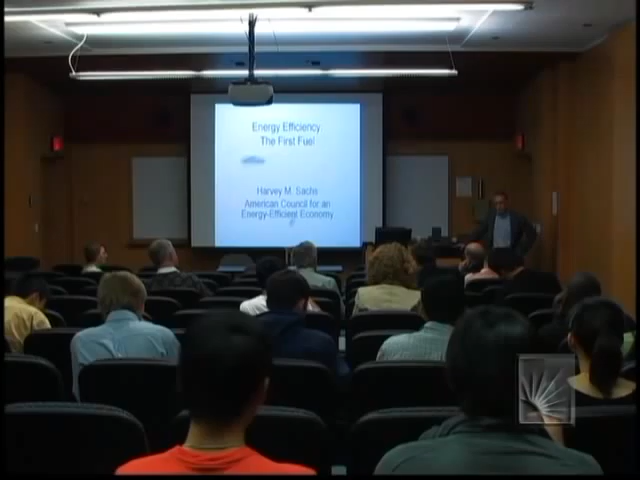 Energy Efficiency
The First Fuel
Harvey M. Sachs
American Council for an
Energy-Efficient Economy